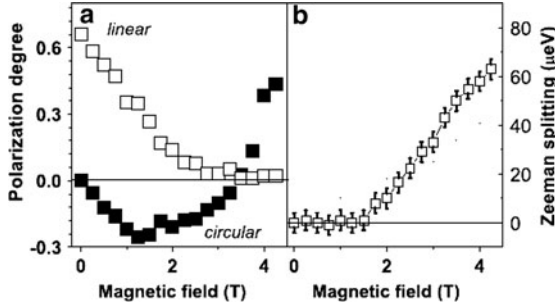 a
b
linear
circular
Polarization degree
0.6
0.3
0.0
-0.3
0
2
4
Magnetic field (T)
0
2
4
Magnetic field (T)
80
60
40
20
0
Zeeman splitting (μeV)